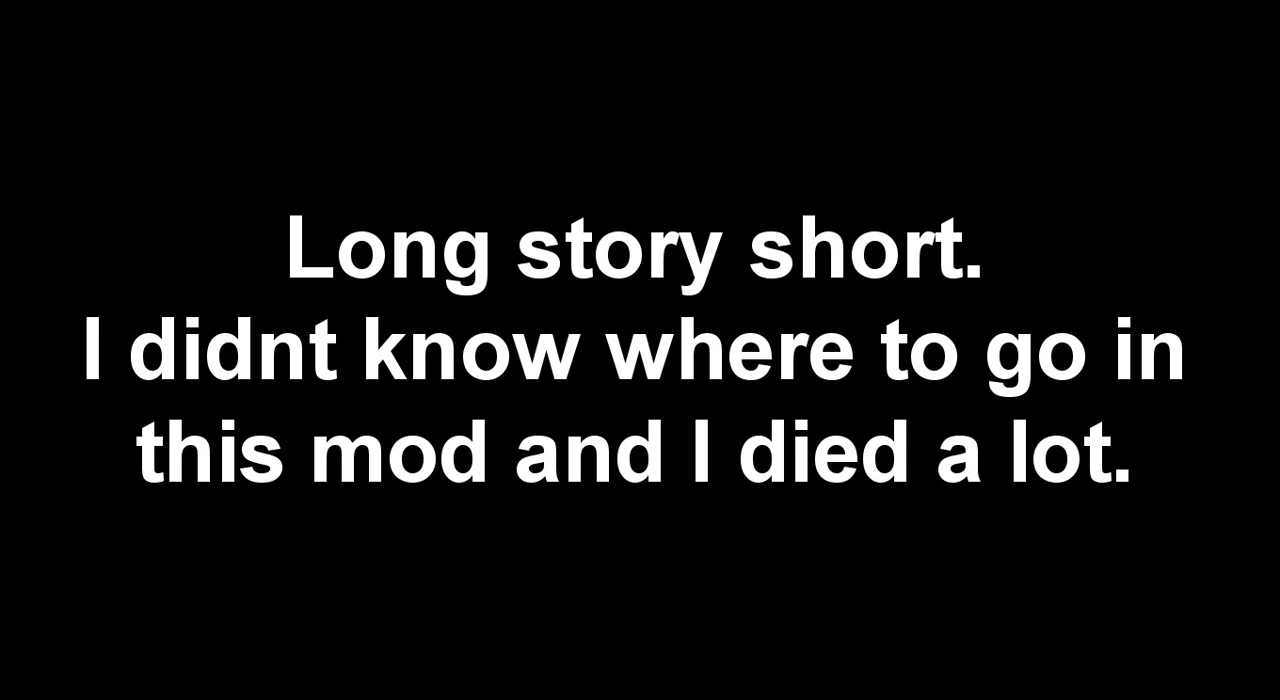 Long story short.
I didnt know where to go in
this mod and I died a lot.